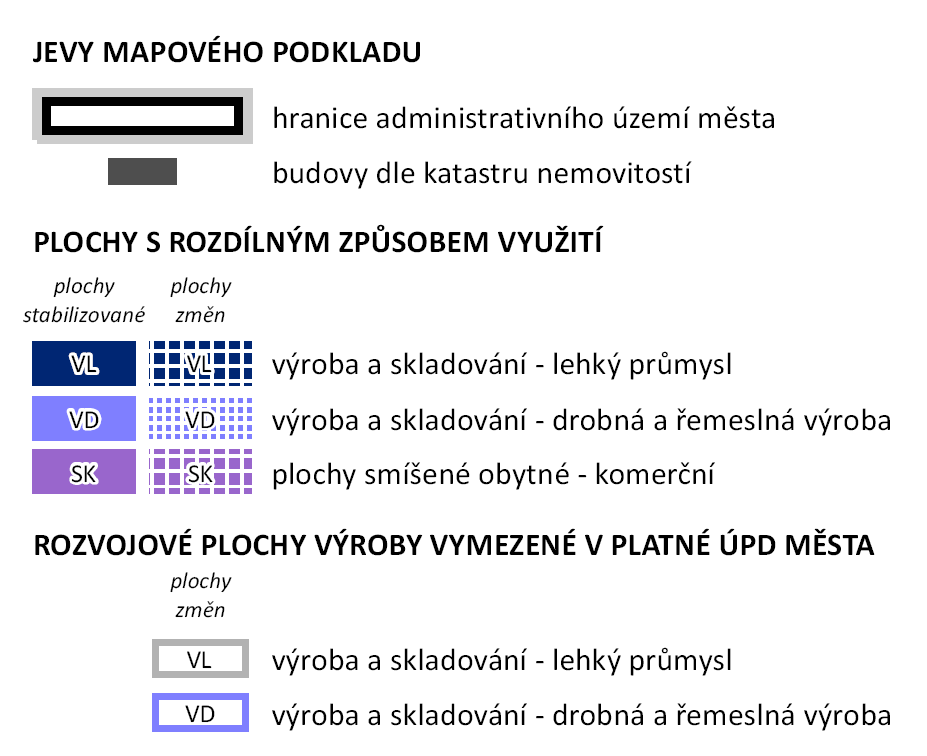 JEVY MAPOVÉHO PODKLADU
hranice administrativního území města
budovy dle katastru nemovitostí
PLOCHY S ROZDÍLNÝM ZPŮSOBEM VYUŽITÍ
plochy stabilizované
plochy změn
VL VL výroba a skladování - lehký průmysl
VD VD výroba a skladování - drobná a řemeslná výroba
SK SK plochy smíšené obytné - komerční
ROZVOJOVÉ PLOCHY VÝROBY VYMEZENÉ V PLATNÉ ÚPD MĚSTA
plochy
změn
VL výroba a skladování - lehký průmysl
VD výroba a skladování - drobná a řemeslná výroba